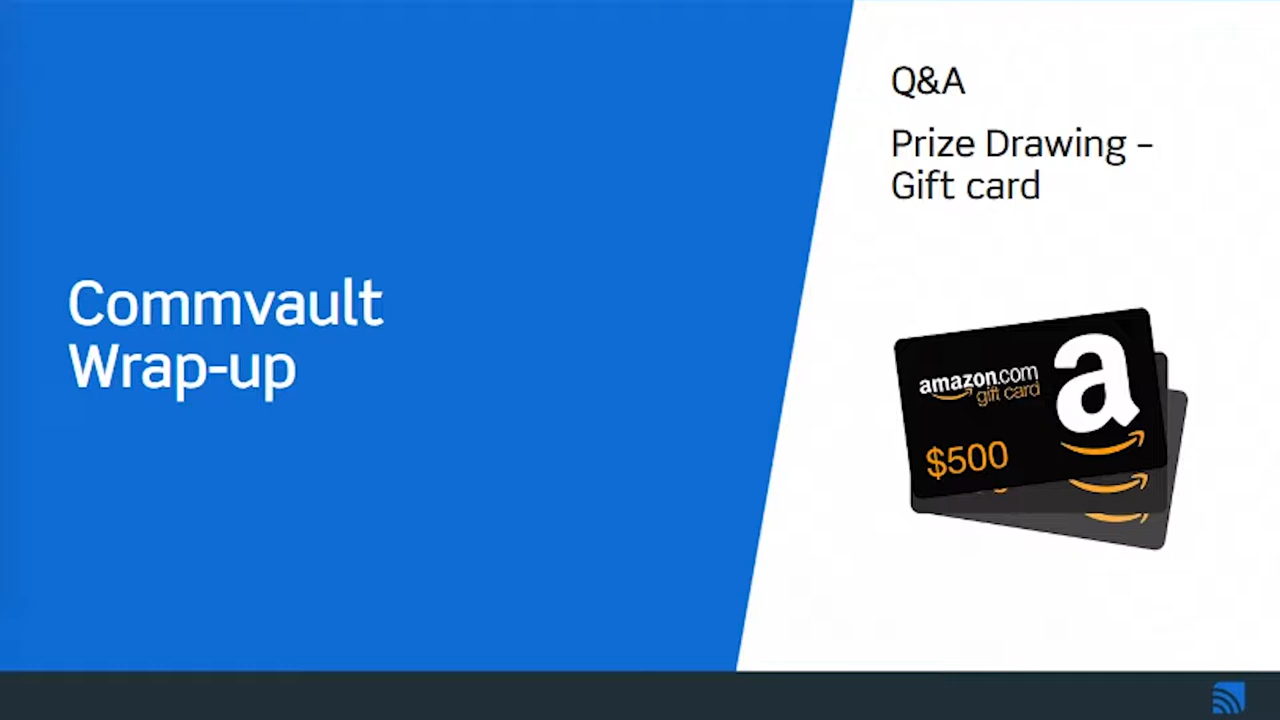 Commvault
Wrap-up
Q&A
Prize Drawing –
Gift card
amazon.com
gift card
$500
a